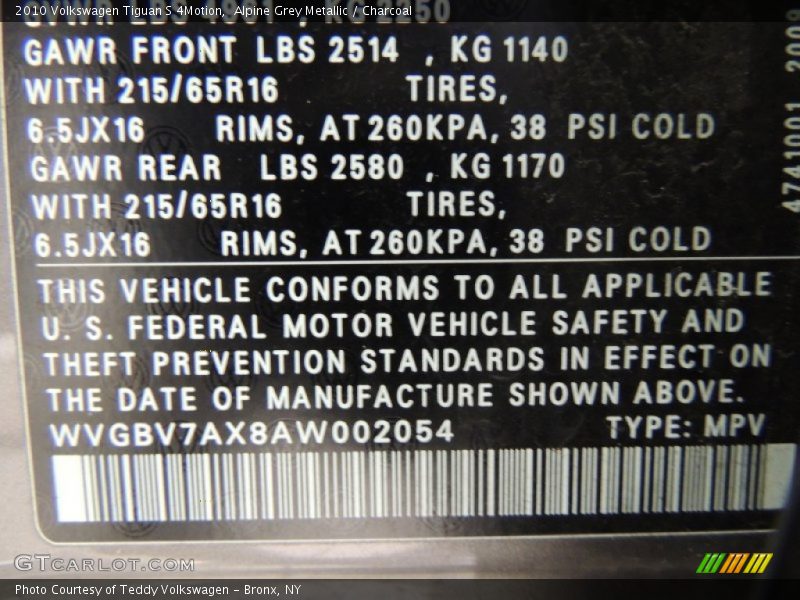 2010 Volkswagen Tiguan S 4Motion,  Alpine Grey Metallic / Charcoal
GAWR FRONT LBS 2514 , KG 1140
WITH 215/65R16 TIRES,
6.5JX16 RIMS, AT 260KPA, 38 PSI COLD
GAWR REAR LBS 2580 , KG 1170
WITH 215/65R16 TIRES,
6.5JX16 RIMS, AT 260KPA, 38 PSI COLD
THIS VEHICLE CONFORMS TO ALL APPLICABLE
U. S. FEDERAL MOTOR VEHICLE SAFETY AND
THEFT PREVENTION STANDARDS IN EFFECT ON
THE DATE OF MANUFACTURE SHOWN ABOVE.
WVGBV7AX8AW002054 TYPE: MPV
4741001 2009
GTCARLOT.COM
Photo Courtesy of Teddy Volkswagen – Bronx, NY